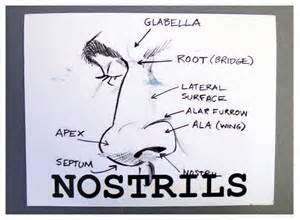 GLABELLA
ROOT (BRIDGE)
LATERAL
SURFACE
ALAR FURROW
ALA (WING)
APEX
SEPTUM
NOSTRILS